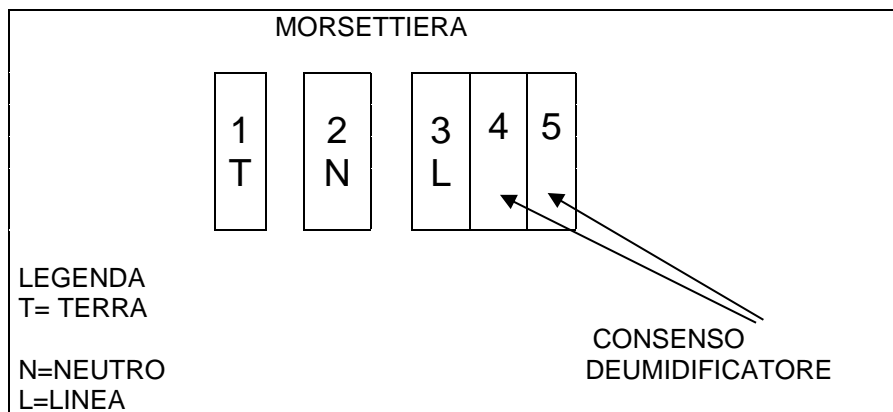 MORSETTIERA
1 2 3 4 5
T N L
LEGENDA
T= TERRA
N=NEUTRO
L=LINEA
CONSENSO
DEUMIDIFICATORE